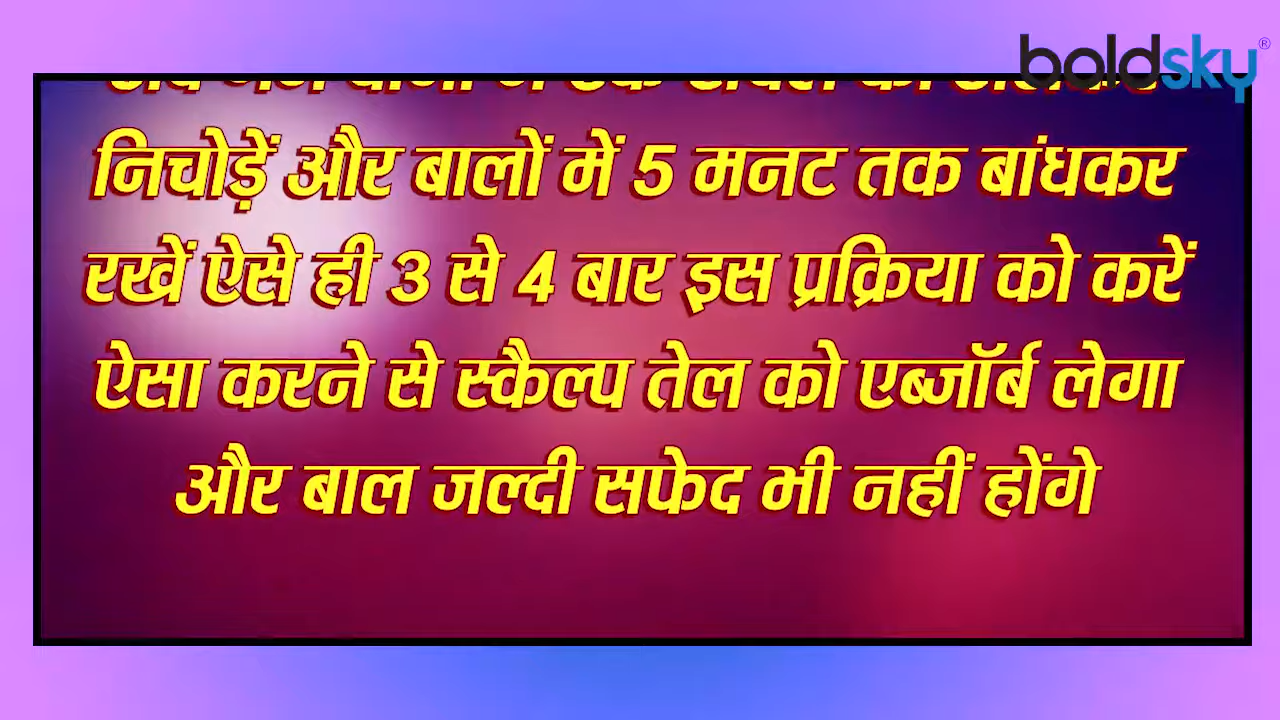 boldsky®
निचोड़ें और बालों में 5 मनट तक बांधकर
रखें ऐसे ही 3 से 4 बार इस प्रक्रिया को करें
ऐसा करने से स्कैल्प तेल को एब्जॉर्ब लेगा
और बाल जल्दी सफेद भी नहीं होंगे